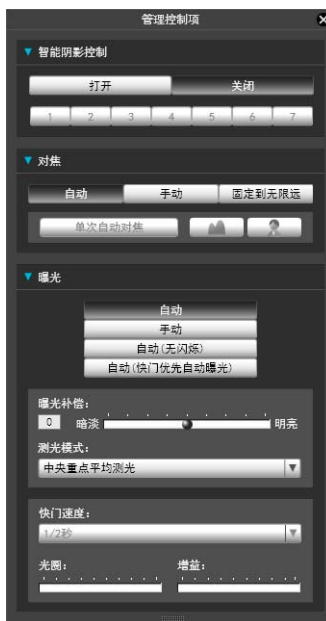 管理控制项
智能阴影控制
打开 关闭
1 2 3 4 5 6 7
对焦
自动 手动 固定到无限远
单次自动对焦
曝光
自动
手动
自动(无闪烁)
自动(快门优先自动曝光)
曝光补偿:
0 暗淡 明亮
测光模式:
中央重点平均测光
快门速度:
1/2秒
光圈: 增益: